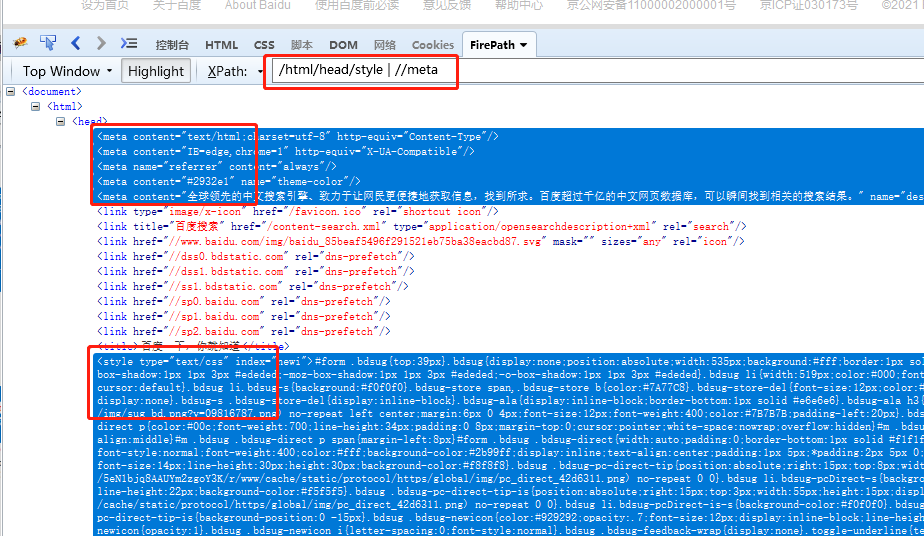 设为首页 关于百度 About Baidu 使用百度前必读 意见反馈 帮助中心 京公网安备11000002000001号 京ICP证030173号 ©2021
控制台 HTML CSS 脚本 DOM 网络 Cookies FirePath
Top Window Highlight XPath: /html/head/style | //meta
<document>
<html>
<head>
<meta content="text/html;charset=utf-8" http-equiv="Content-Type"/>
<meta content="IE=edge,chrome=1" http-equiv="X-UA-Compatible"/>
<meta name="referrer" content="always"/>
<meta content="#2932e1" name="theme-color"/>
<meta content="全球领先的中文搜索引擎、致力于让网民更便捷地获取信息，找到所求。百度超过千亿的中文网页数据库，可以瞬间找到相关的搜索结果。" name="des
<link type="image/x-icon" href="/favicon.ico" rel="shortcut icon"/>
<link title="百度搜索" href="/content-search.xml" type="application/opensearchdescription+xml" rel="search"/>
<link href="//www.baidu.com/img/baidu_85beaf5496f291521eb75ba38eacbd87.svg" mask="" sizes="any" rel="icon"/>
<link href="//dss0.bdstatic.com" rel="dns-prefetch"/>
<link href="//dss1.bdstatic.com" rel="dns-prefetch"/>
<link href="//ss1.bdstatic.com" rel="dns-prefetch"/>
<link href="//sp0.baidu.com" rel="dns-prefetch"/>
<link href="//sp1.baidu.com" rel="dns-prefetch"/>
<link href="//sp2.baidu.com" rel="dns-prefetch"/>
<title>百度一下，你就知道</title>
<style type="text/css" index="newi">#form .bdsug{top:39px}.bdsug{display:none;position:absolute;width:535px;background:#fff;border:1px sol
box-shadow:1px 1px 3px #ededed;-moz-box-shadow:1px 1px 3px #ededed;-o-box-shadow:1px 1px 3px #ededed}.bdsug li{width:519px;color:#000;font
cursor:default}.bdsug li.bdsug-s{background:#f0f0f0}.bdsug-store span,.bdsug-store b{color:#7A77C8}.bdsug-store-del{font-size:12px;color:#
display:none}.bdsug-s .bdsug-store-del{display:inline-block}.bdsug-ala{display:inline-block;border-bottom:1px solid #e6e6e6}.bdsug-ala h3{
/img/sug_bd.png?v=09816787.png) no-repeat left center;margin:6px 0 4px;font-size:12px;font-weight:400;color:#7B7B7B;padding-left:20px}.bds
direct p{color:#00c;font-weight:700;line-height:34px;padding:0 8px;margin-top:0;cursor:pointer;white-space:nowrap;overflow:hidden}#m .bdsu
align:middle}#m .bdsug .bdsug-direct p span{margin-left:8px}#form .bdsug .bdsug-direct{width:auto;padding:0;border-bottom:1px solid #f1f1f
font-style:normal;font-weight:400;color:#fff;background-color:#2b99ff;display:inline;text-align:center;padding:1px 5px;*padding:2px 5px 0;
font-size:14px;line-height:30px;height:30px;background-color:#f8f8f8}.bdsug .bdsug-pc-direct-tip{position:absolute;right:15px;top:8px;widt
/5eN1bjq8AAUYm2zgoY3K/r/www/cache/static/protocol/https/global/img/pc_direct_42d6311.png) no-repeat 0 0}.bdsug li.bdsug-pcDirect-s{
line-height:22px;background-color:#f5f5f5}.bdsug .bdsug-pc-direct-tip-is{position:absolute;right:15px;top:3px;width:55px;height:15px;displ
/cache/static/protocol/https/global/img/pc_direct_42d6311.png) no-repeat 0 0}.bdsug li.bdsug-pcDirect-is-s{background-color:#f0f0f0}.bdsug
pc-direct-tip-is{background-position:0 -15px}.bdsug .bdsug-newicon{color:#929292;opacity:.7;font-size:12px;display:inline-block;line-heigh
newicon{opacity:1}.bdsug .bdsug-newicon i{letter-spacing:0;font-style:normal}.bdsug .bdsug-feedback-wrap{display:none}.toggle-underline{te